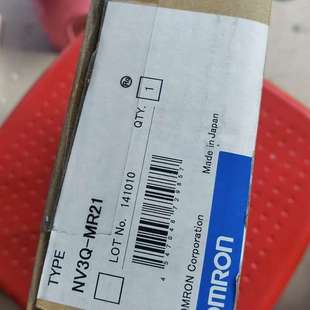 TYPE
NV3Q-MR21
LOT No. 141010
QTY. 1
OMRON Corporation
Made in Japan
OMRON